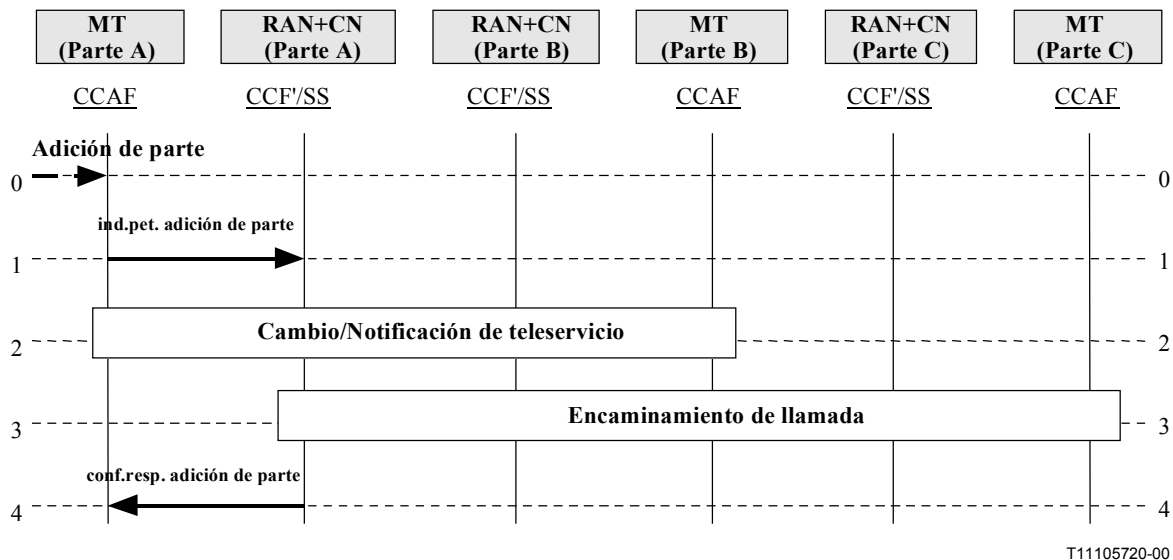 MT
(Parte A)
RAN+CN
(Parte A)
RAN+CN
(Parte B)
MT
(Parte B)
RAN+CN
(Parte C)
MT
(Parte C)
CCAF
CCF'/SS
CCF'/SS
CCAF
CCF'/SS
CCAF
Adición de parte
0
0
ind.pet. adición de parte
1
1
Cambio/Notificación de teleservicio
2
2
Encaminamiento de llamada
3
3
conf.resp. adición de parte
4
4
T11105720-00